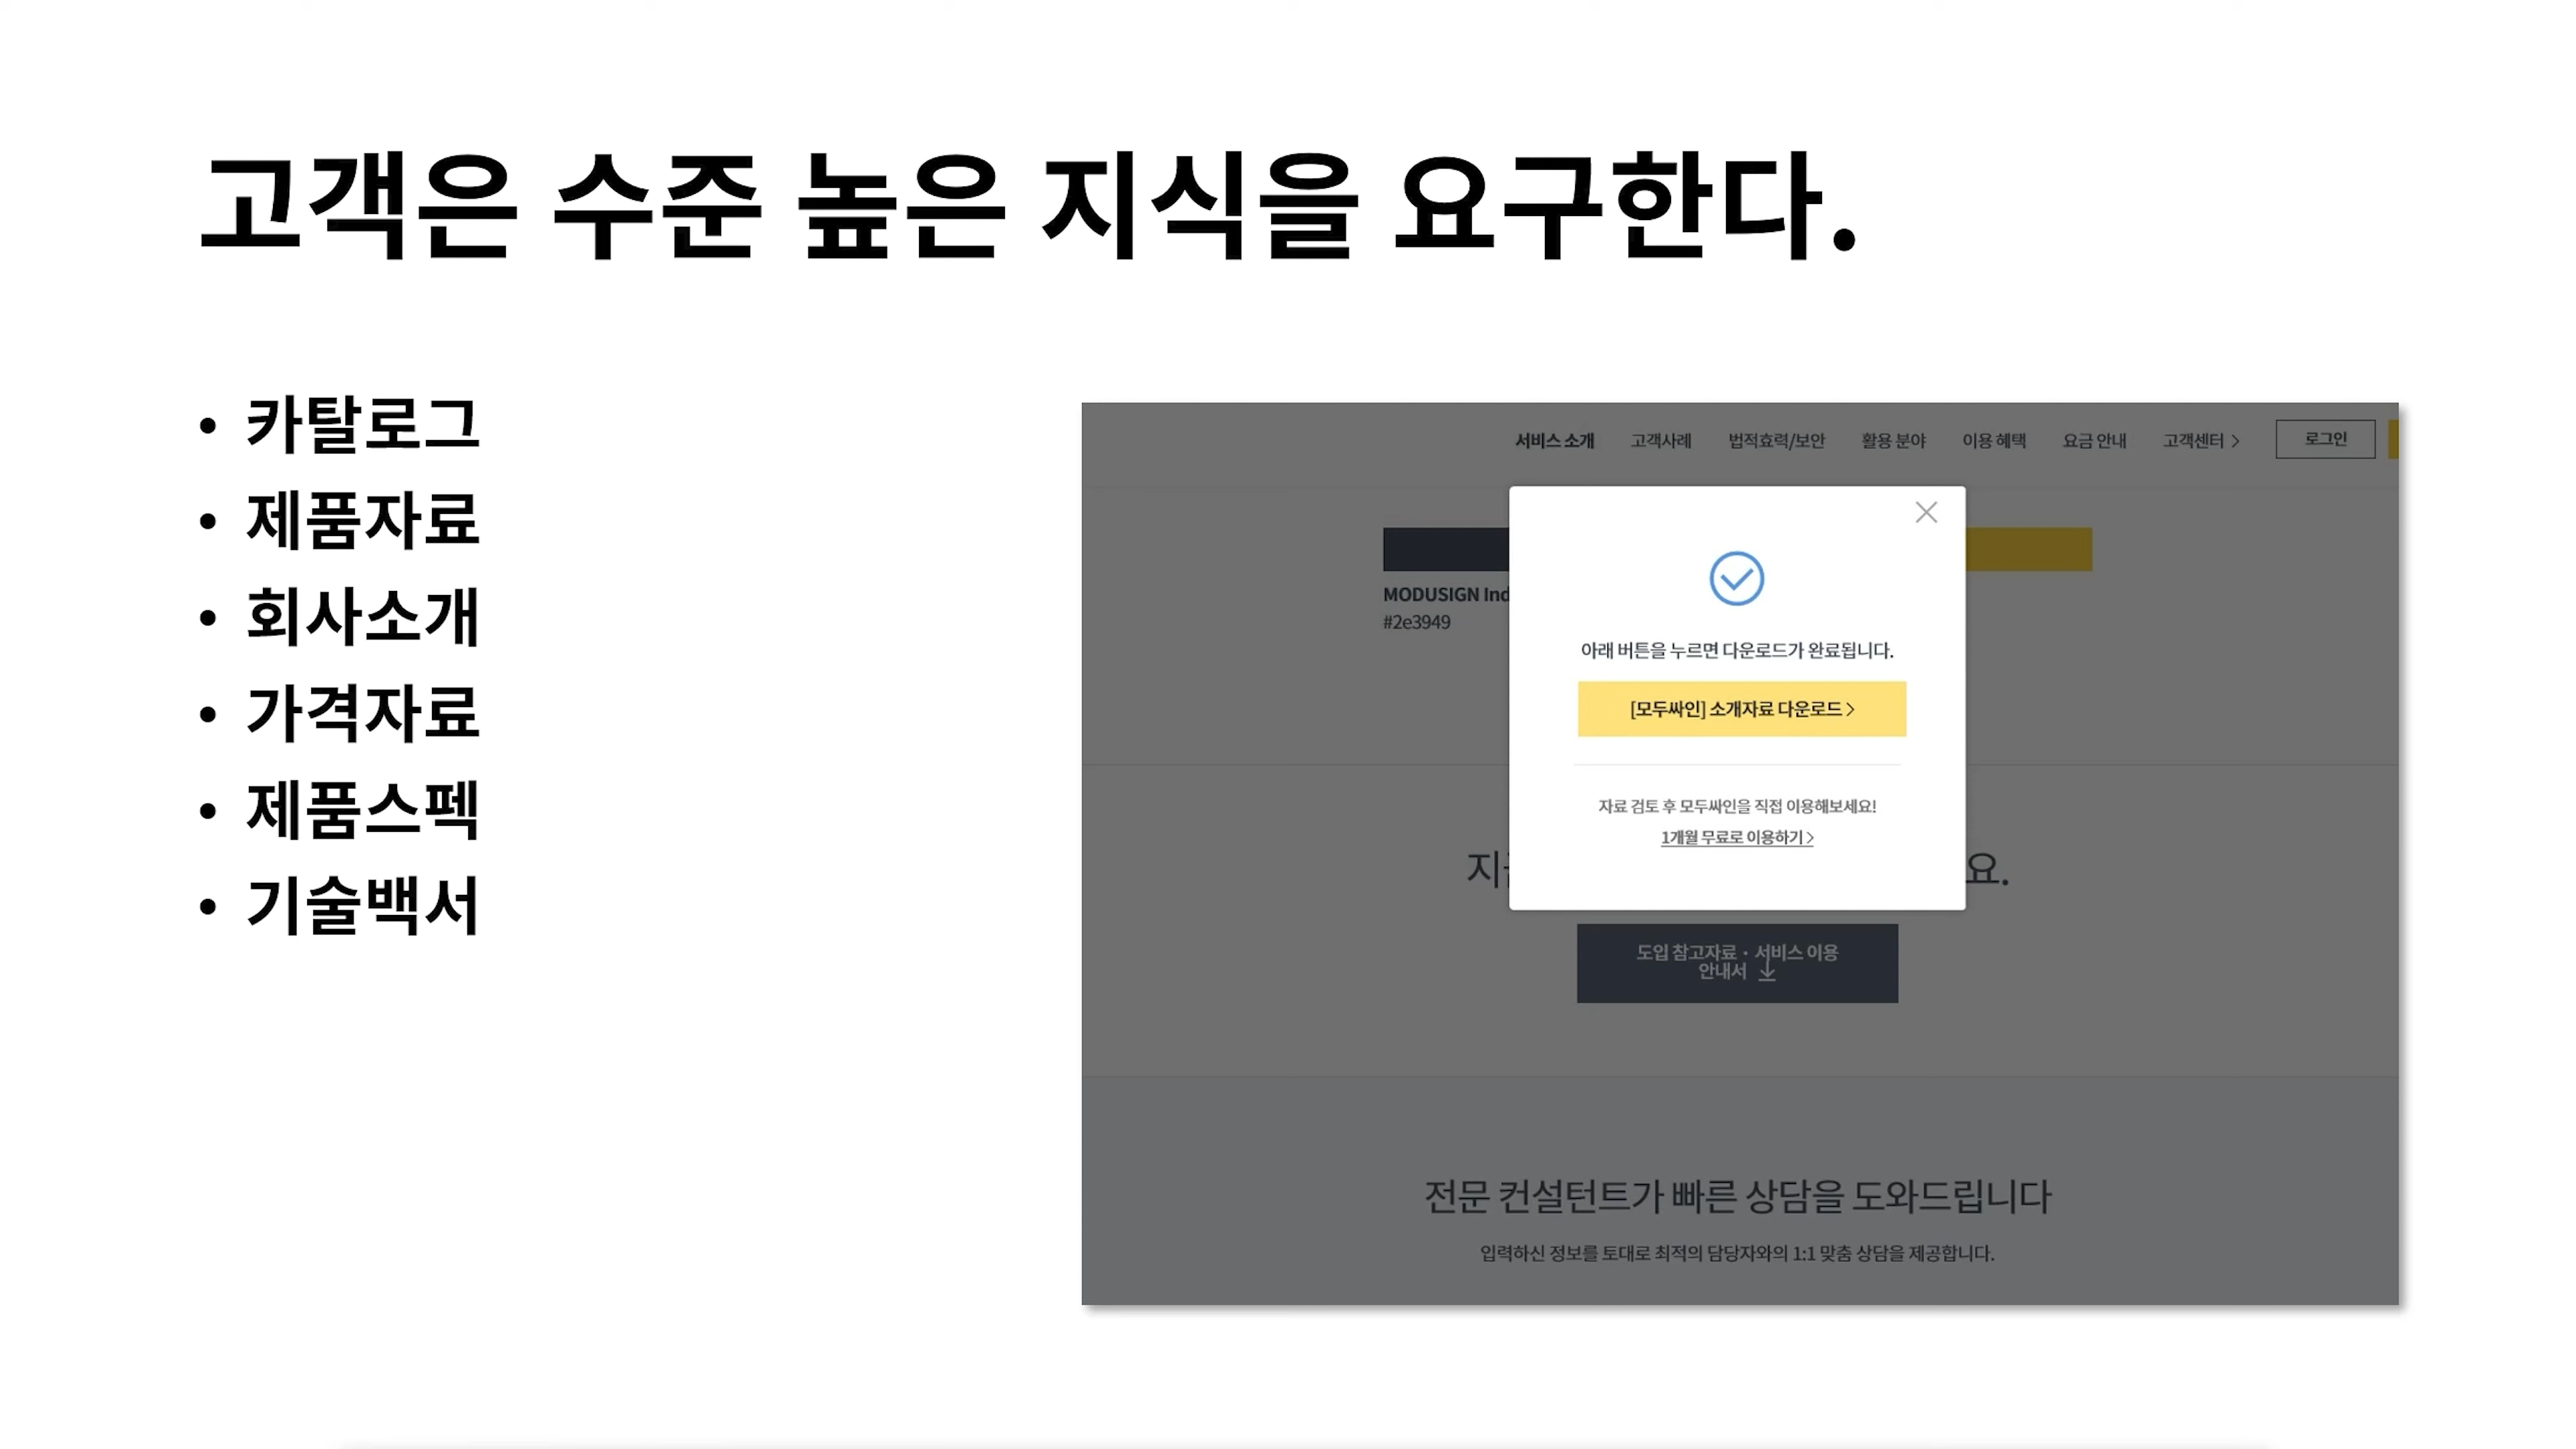 고객은 수준 높은 지식을 요구한다.
• 카탈로그
• 제품자료
• 회사소개
• 가격자료
• 제품스펙
• 기술백서
서비스 소개 고객사례 법적효력/보안 활용 분야 이용 혜택 요금 안내 고객센터 > 로그인
MODUSIGN Ind
#2e3949
아래 버튼을 누르면 다운로드가 완료됩니다.
[모두싸인] 소개자료 다운로드 >
자료 검토 후 모두싸인을 직접 이용해보세요!
1개월 무료로 이용하기 >
요.
도입 참고자료・서비스 이용
안내서
전문 컨설턴트가 빠른 상담을 도와드립니다
입력하신 정보를 토대로 최적의 담당자와의 1:1 맞춤 상담을 제공합니다.